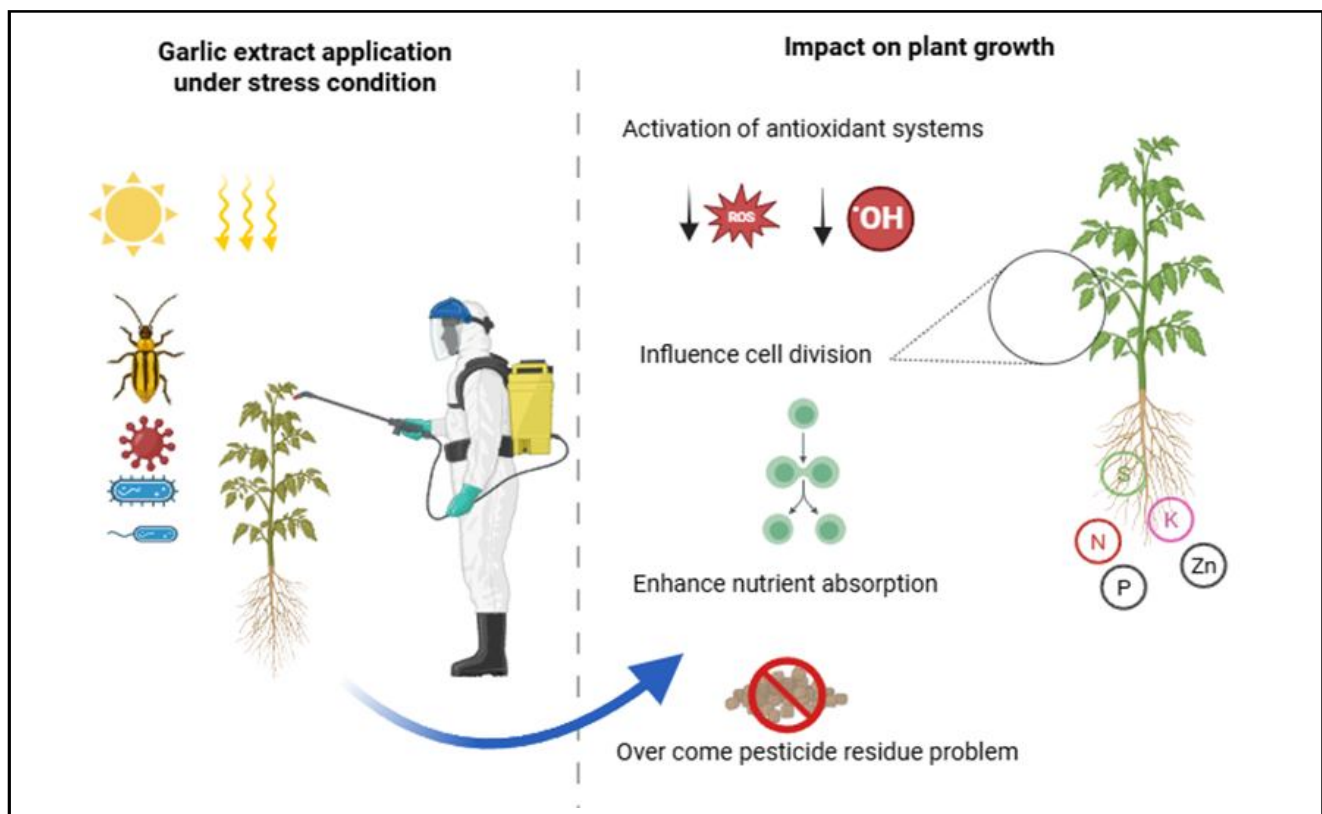 Garlic extract application
under stress condition
Impact on plant growth
Activation of antioxidant systems
ROS
˙OH
Influence cell division
Enhance nutrient absorption
S
K
N
Zn
P
Over come pesticide residue problem